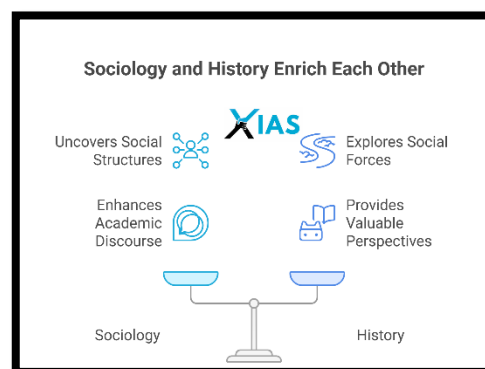 Sociology and History Enrich Each Other
XIAS
Uncovers Social
Structures
Explores Social
Forces
Enhances
Academic
Discourse
Provides
Valuable
Perspectives
Sociology
History